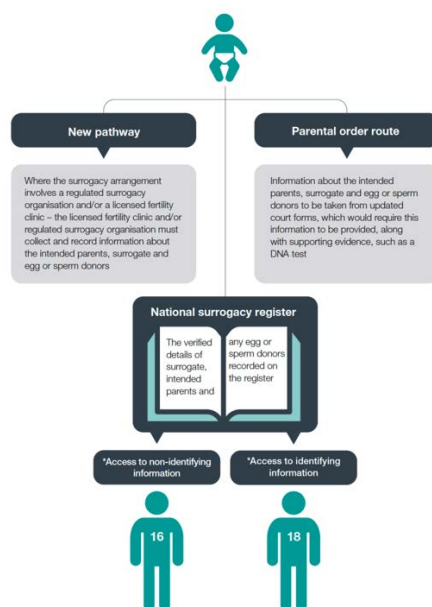 New pathway
Where the surrogacy arrangement
involves a regulated surrogacy
organisation and/or a licensed fertility
clinic – the licensed fertility clinic and/or
regulated surrogacy organisation must
collect and record information about
the intended parents, surrogate and
egg or sperm donors
Parental order route
Information about the intended
parents, surrogate and egg or sperm
donors to be taken from updated
court forms, which would require this
information to be provided, along
with supporting evidence, such as a
DNA test
National surrogacy register
The verified
details of
surrogate,
intended
parents and
any egg or
sperm donors
recorded on
the register
*Access to non-identifying
information
*Access to identifying
information
16
18